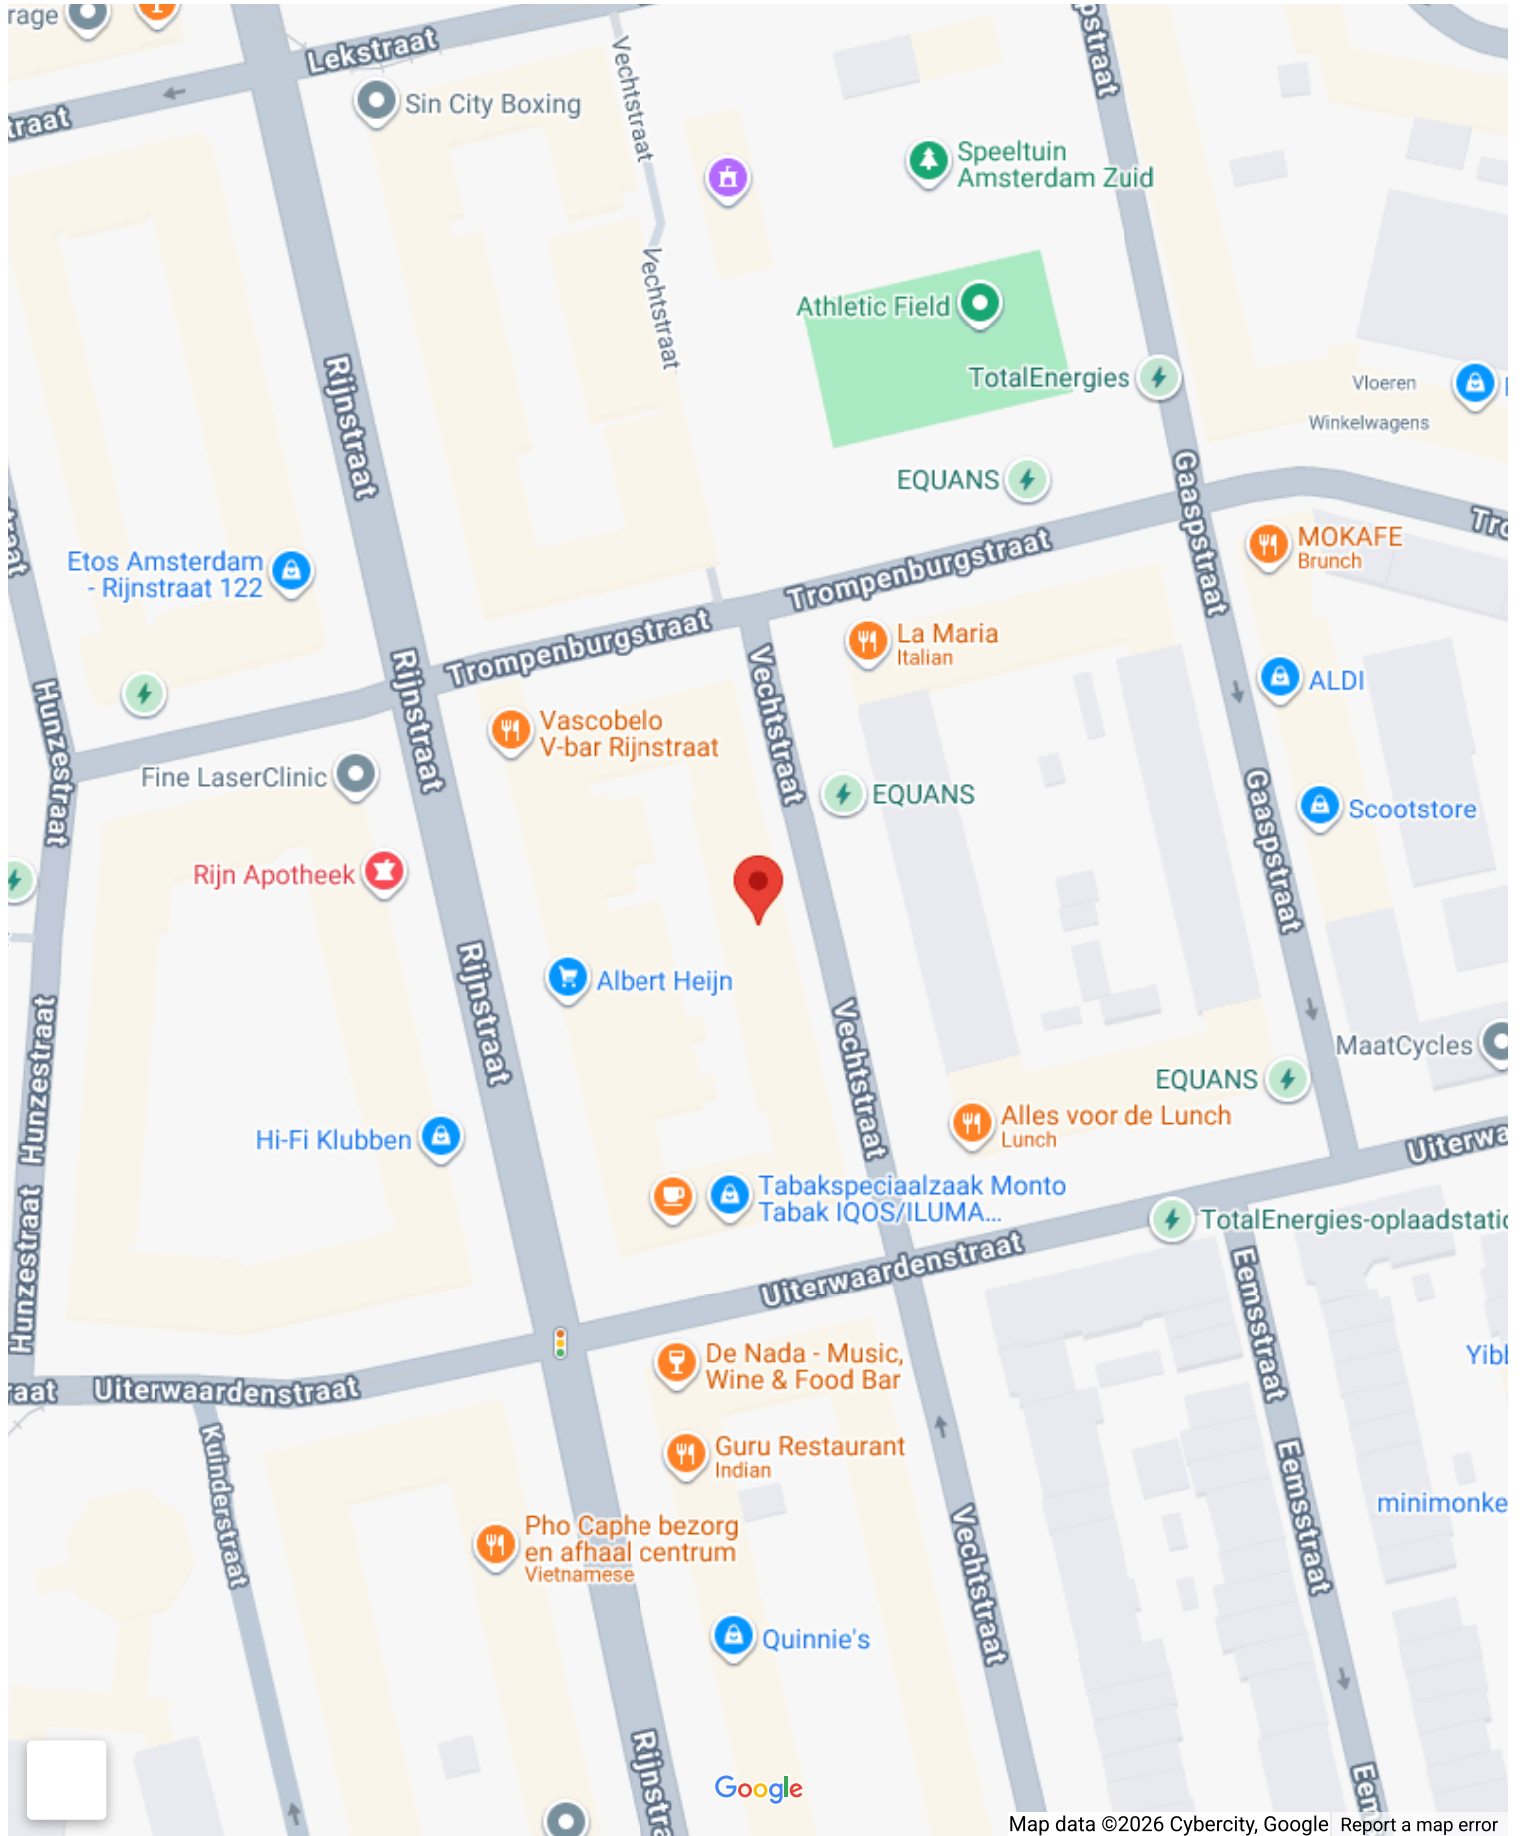 rage
Lekstraat
Vechtstraat
Sin City Boxing
traat
Speeltuin
Amsterdam Zuid
Vechtstraat
Athletic Field
Rijnstraat
TotalEnergies
Vloeren
Winkelwagens
EQUANS
Gaaspstraat
Etos Amsterdam
- Rijnstraat 122
MOKAFE
Brunch
Trompenburgstraat
Trompenburgstraat
La Maria
Italian
Rijnstraat
Vechtstraat
ALDI
Hunzestraat
Vascobelo
V-bar Rijnstraat
Fine LaserClinic
EQUANS
Gaaspstraat
Scootstore
Rijn Apotheek
Rijnstraat
Albert Heijn
Vechtstraat
MaatCycles
Hunzestraat
EQUANS
Hi-Fi Klubben
Alles voor de Lunch
Lunch
Uiterwa
Hunzestraat
Tabakspeciaalzaak Monto
Tabak IQOS/ILUMA...
TotalEnergies-oplaadstatio
Uiterwaardenstraat
Eemsstraat
De Nada - Music,
Wine & Food Bar
raat
Uiterwaardenstraat
Guru Restaurant
Indian
Kuinderstraat
Eemsstraat
minimonke
Pho Caphe bezorg
en afhaal centrum
Vietnamese
Vechtstraat
Quinnie's
Rijnstra
Eem
Google
Map data ©2026 Cybercity, Google
Report a map error